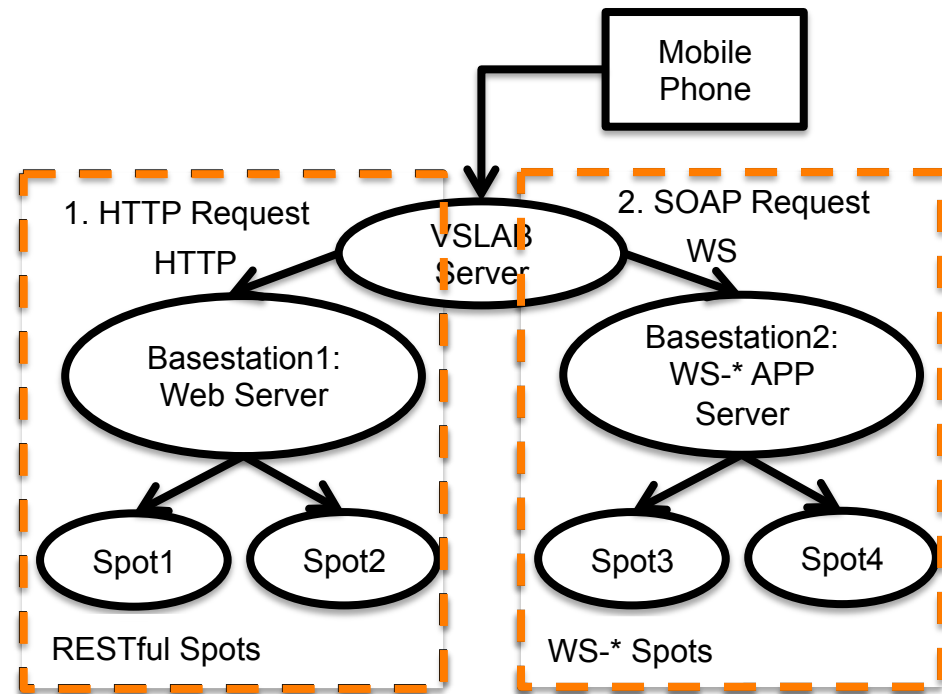 Mobile
Phone
1. HTTP Request
2. SOAP Request
VSLAB
Server
HTTP
WS
Basestation1:
Web Server
Basestation2:
WS-* APP
Server
Spot1
Spot2
Spot3
Spot4
RESTful Spots
WS-* Spots